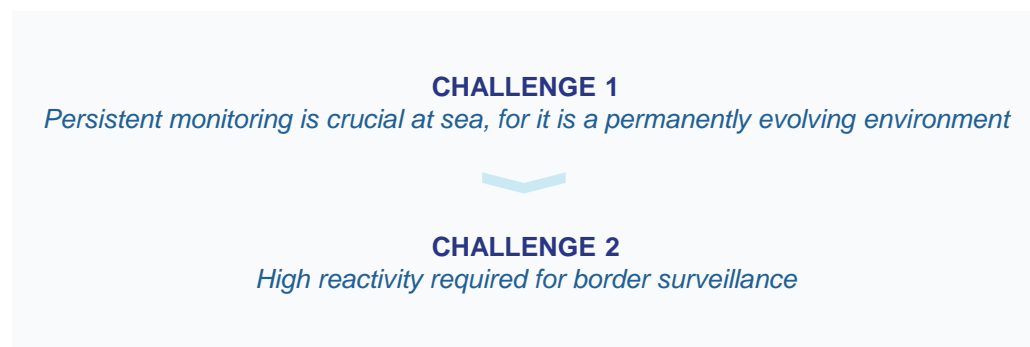 CHALLENGE 1
Persistent monitoring is crucial at sea, for it is a permanently evolving environment
CHALLENGE 2
High reactivity required for border surveillance